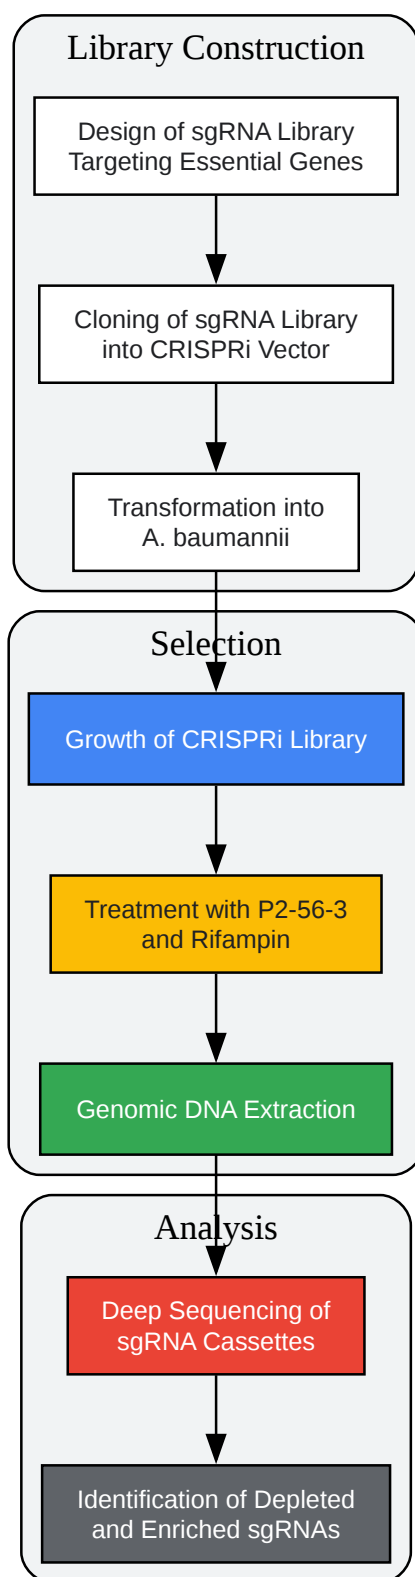 Library Construction
Design of sgRNA Library
Targeting Essential Genes
Cloning of sgRNA Library
into CRISPRi Vector
Transformation into
A. baumannii
Selection
Growth of CRISPRi Library
Treatment with P2-56-3
and Rifampin
Genomic DNA Extraction
Analysis
Deep Sequencing of
sgRNA Cassettes
Identification of Depleted
and Enriched sgRNAs